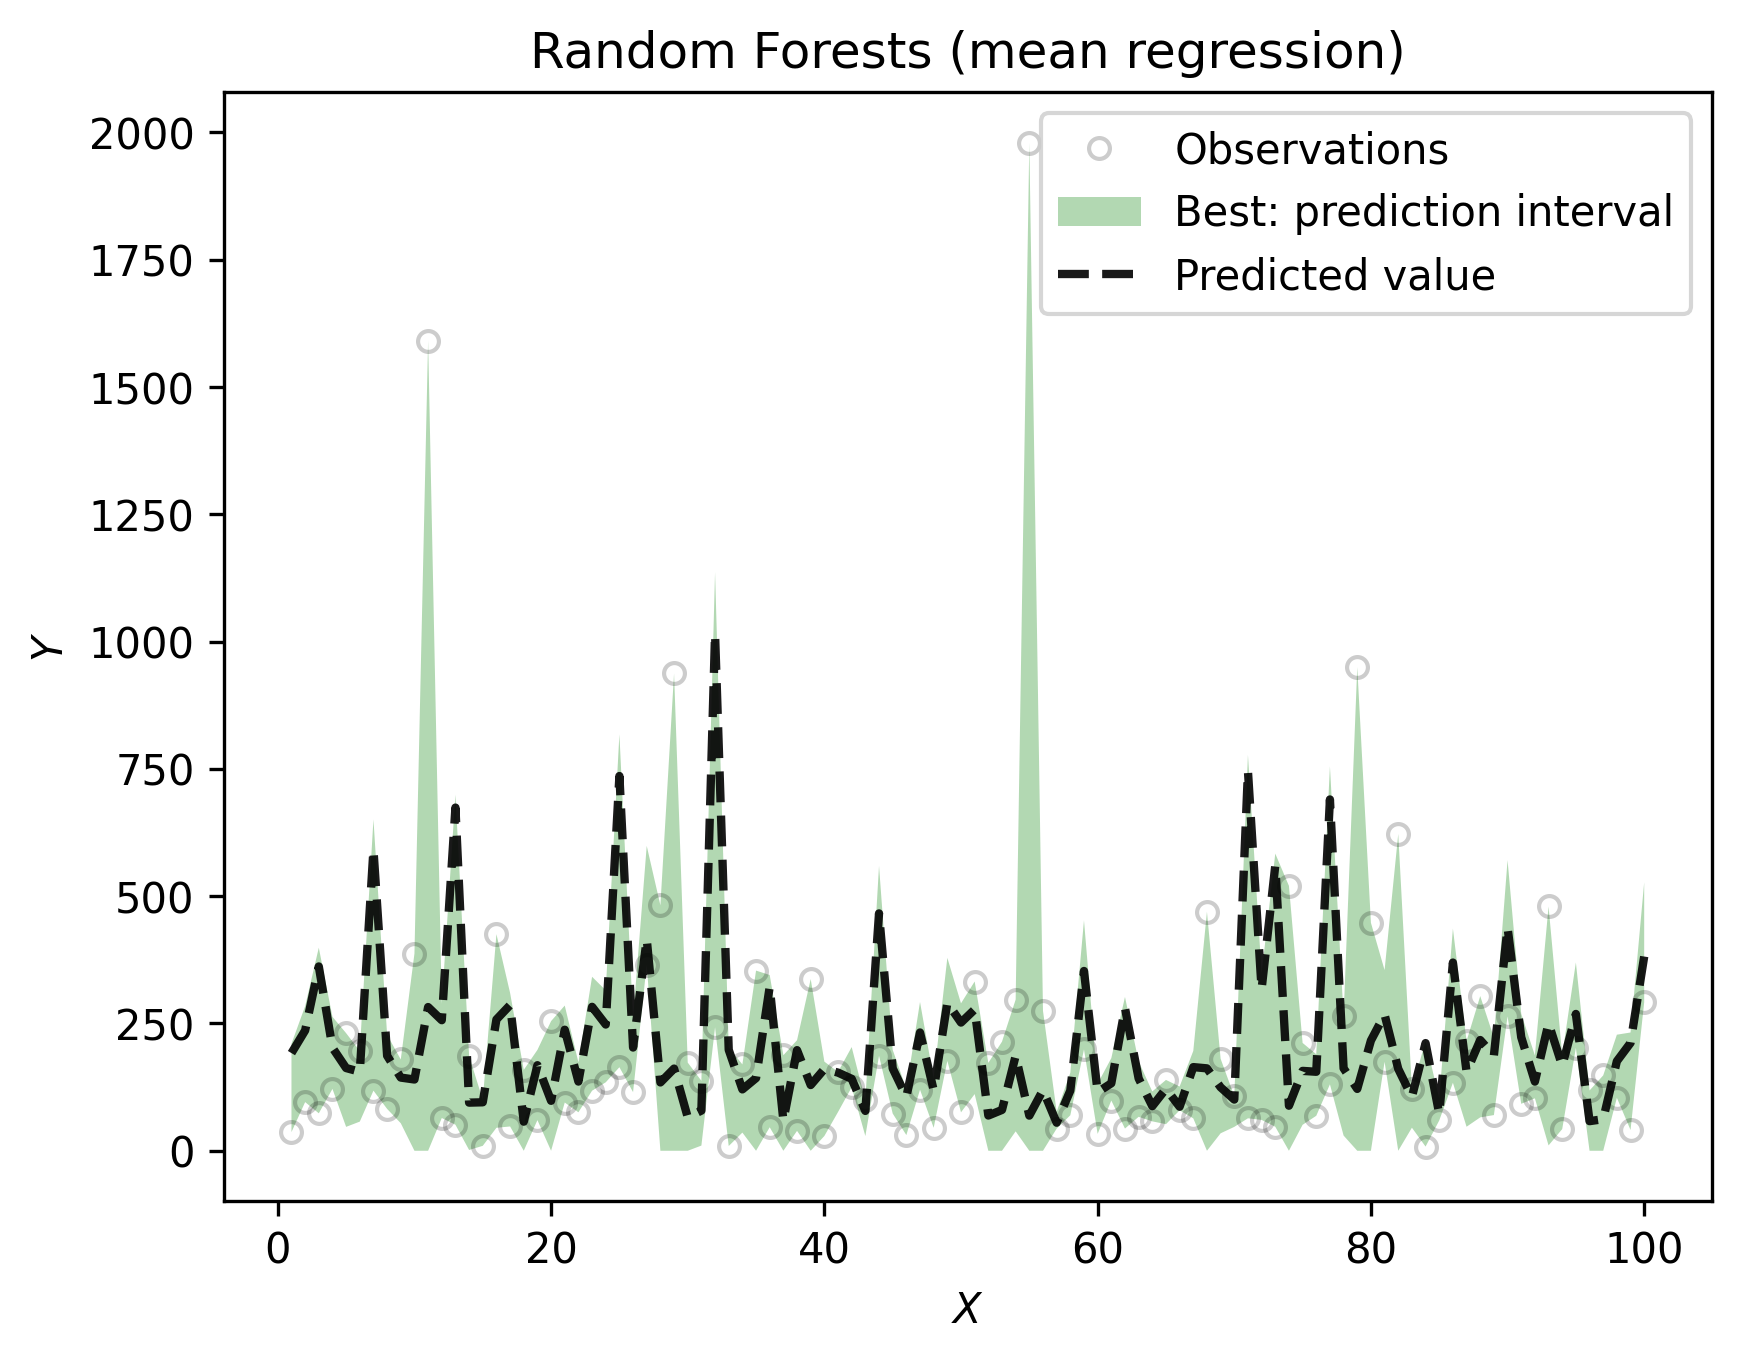 Random Forests (mean regression)
Observations
Best: prediction interval
Predicted value
2000
1750
1500
1250
1000
750
500
250
0
Y
0 20 40 60 80 100
X